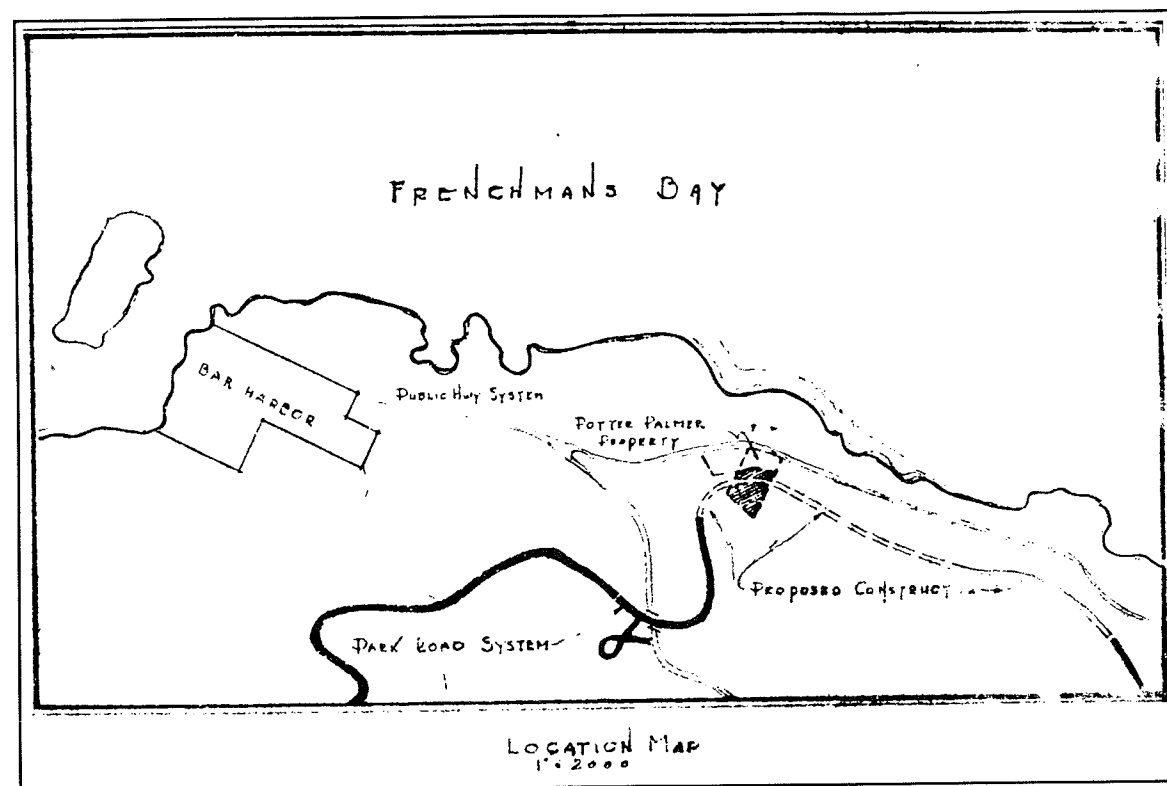 FRENCHMANS BAY
BAR HARBOR
PUBLIC HWY SYSTEM
POTTER PALMER
PROPERTY
PROPOSED CONSTRUCT
PARK ROAD SYSTEM
LOCATION MAP
1" = 2000